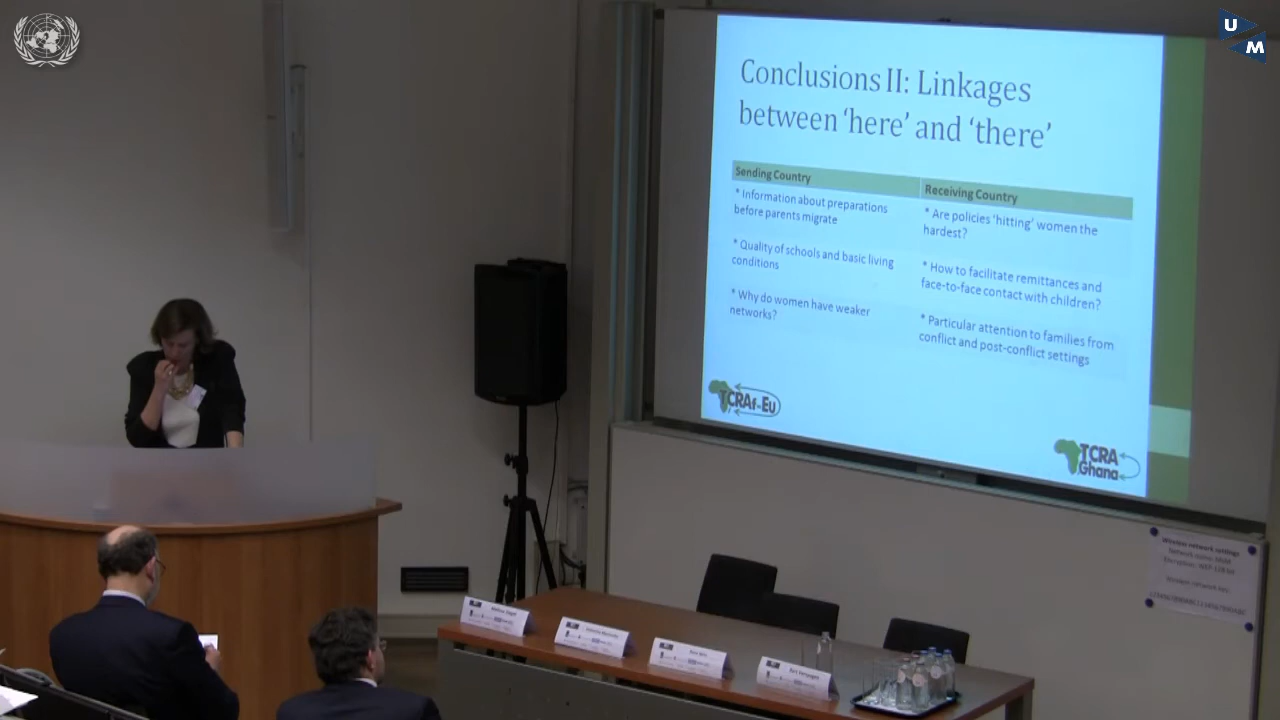 U
M
Conclusions II: Linkages
between ‘here’ and ‘there’
Sending Country
Receiving Country
* Information about preparations
before parents migrate
* Are policies ‘hitting’ women the
hardest?
* Quality of schools and basic living
conditions
* How to facilitate remittances and
face-to-face contact with children?
* Why do women have weaker
networks?
* Particular attention to families from
conflict and post-conflict settings
TCRAf-Eu
TCRA
Ghana
Wireless network settings